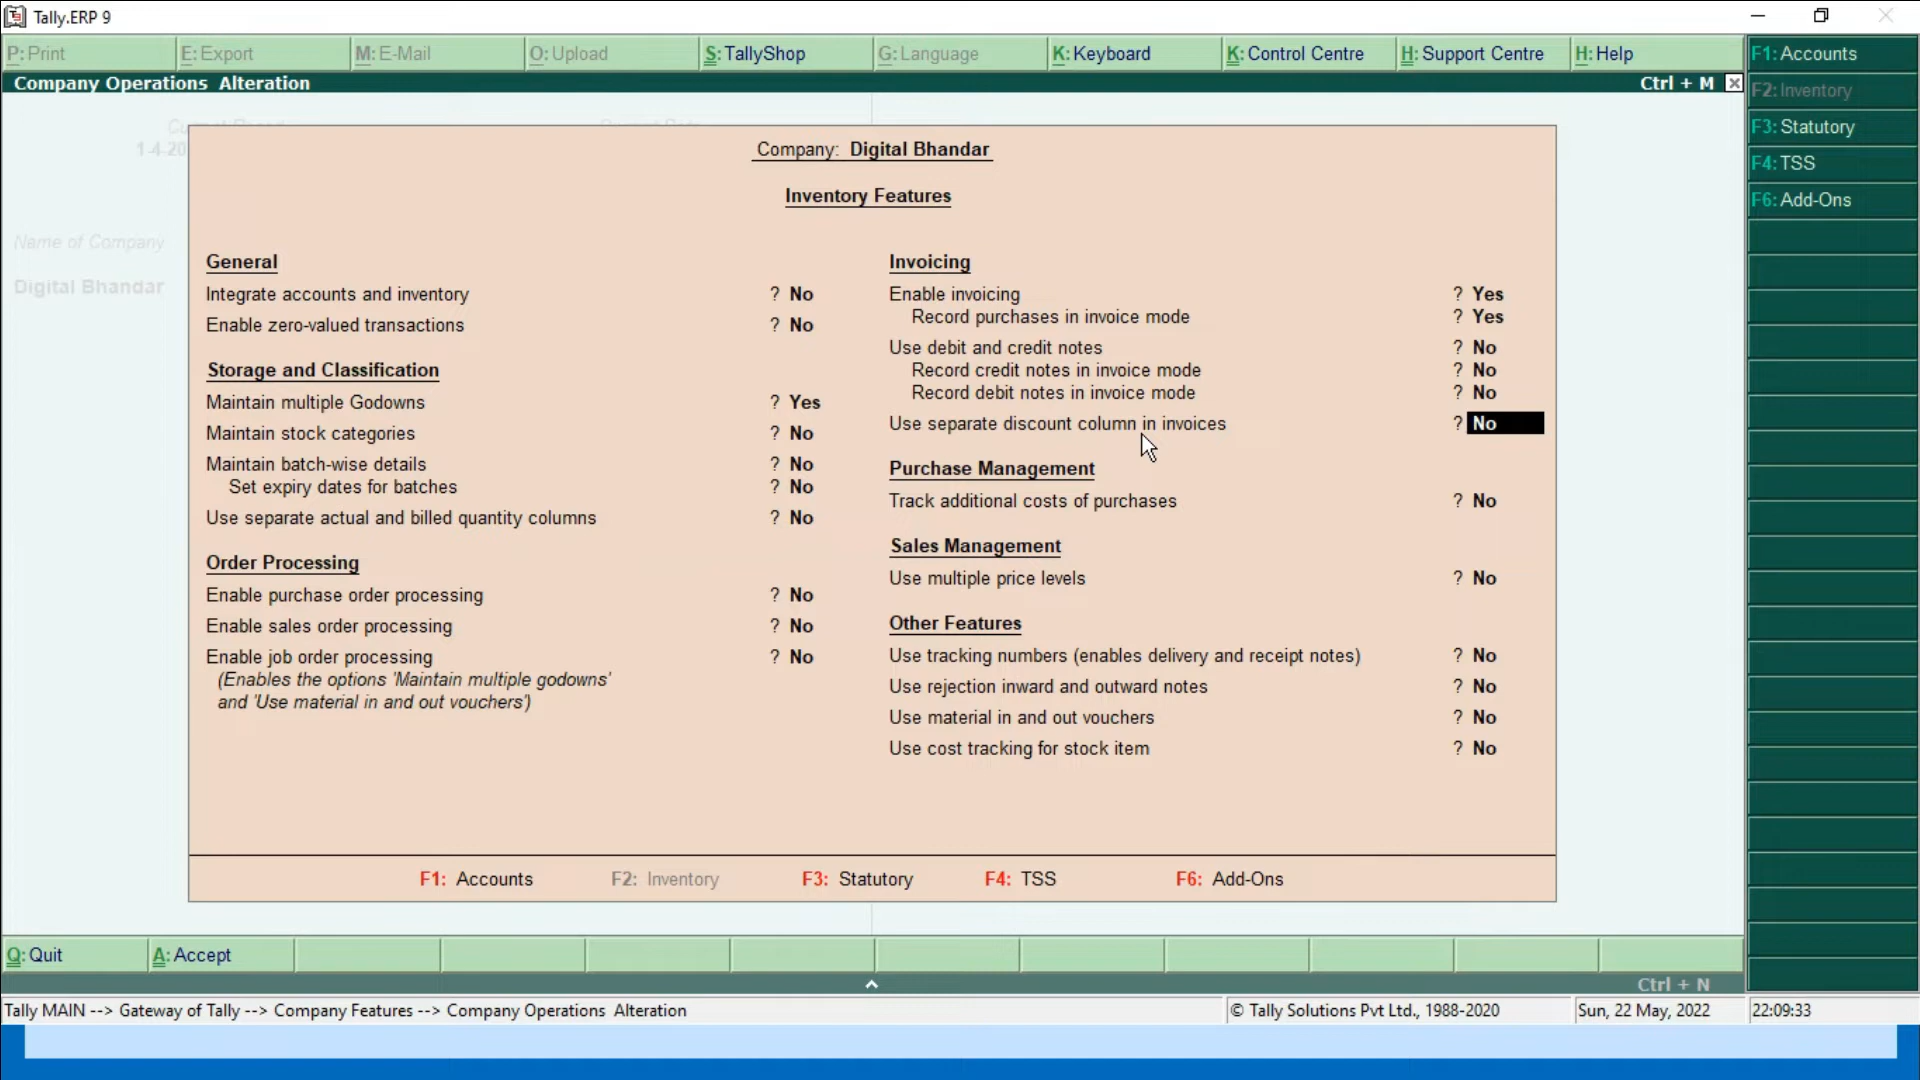 Tally.ERP 9
P: Print E: Export M: E-Mail O: Upload S: TallyShop G: Language K: Keyboard K: Control Centre H: Support Centre H: Help
Company Operations Alteration Ctrl + M
F1: Accounts
F2: Inventory
F3: Statutory
F4: TSS
F6: Add-Ons
1-4-20
Name of Company
Digital Bhandar
Company: Digital Bhandar
Inventory Features
General
Integrate accounts and inventory ? No
Enable zero-valued transactions ? No
Storage and Classification
Maintain multiple Godowns ? Yes
Maintain stock categories ? No
Maintain batch-wise details ? No
Set expiry dates for batches ? No
Use separate actual and billed quantity columns ? No
Order Processing
Enable purchase order processing ? No
Enable sales order processing ? No
Enable job order processing ? No
(Enables the options 'Maintain multiple godowns'
and 'Use material in and out vouchers')
Invoicing
Enable invoicing ? Yes
Record purchases in invoice mode ? Yes
Use debit and credit notes ? No
Record credit notes in invoice mode ? No
Record debit notes in invoice mode ? No
Use separate discount column in invoices ? No
Purchase Management
Track additional costs of purchases ? No
Sales Management
Use multiple price levels ? No
Other Features
Use tracking numbers (enables delivery and receipt notes) ? No
Use rejection inward and outward notes ? No
Use material in and out vouchers ? No
Use cost tracking for stock item ? No
F1: Accounts F2: Inventory F3: Statutory F4: TSS F6: Add-Ons
Q: Quit A: Accept
Ctrl + N
Tally MAIN --> Gateway of Tally --> Company Features --> Company Operations Alteration © Tally Solutions Pvt Ltd., 1988-2020 Sun, 22 May, 2022 22:09:33